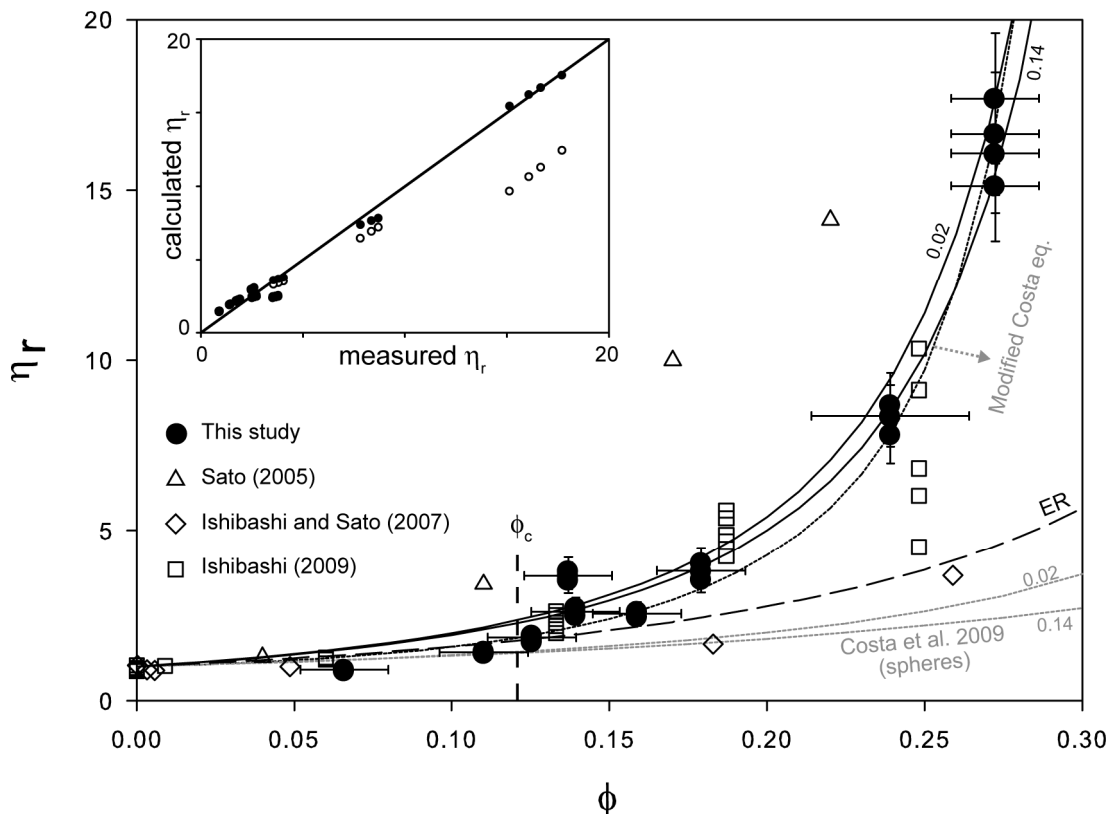 20
15
10
5
0
ηr
20
0
calculated ηr
0
20
measured ηr
This study
Sato (2005)
Ishibashi and Sato (2007)
Ishibashi (2009)
ϕc
0.14
0.02
Modified Costa eq.
ER
0.02
0.14
Costa et al. 2009
(spheres)
0.00 0.05 0.10 0.15 0.20 0.25 0.30
ϕ